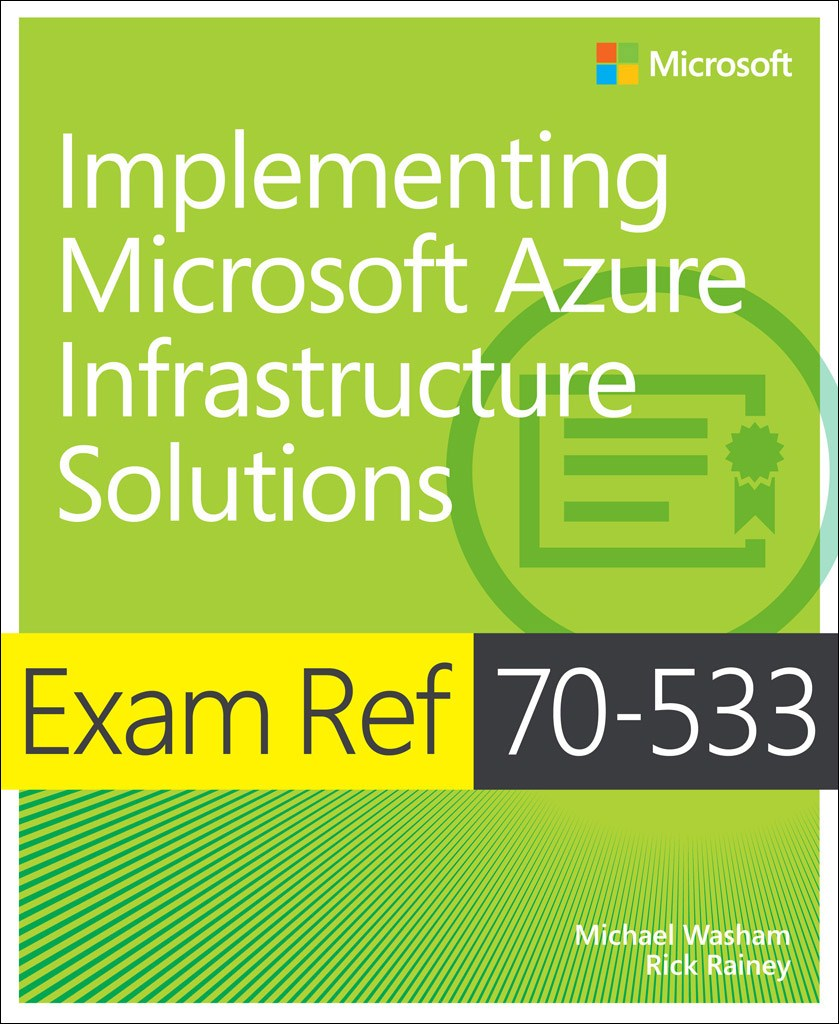 Microsoft
Implementing
Microsoft Azure
Infrastructure
Solutions
Exam Ref 70-533
Michael Washam
Rick Rainey